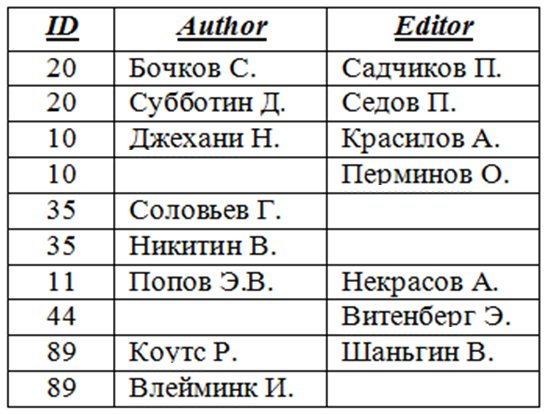 ID Author Editor
20 Бочков С. Садчиков П.
20 Субботин Д. Седов П.
10 Джехани Н. Красилов А.
10 Перминов О.
35 Соловьев Г.
35 Никитин В.
11 Попов Э.В. Некрасов А.
44 Витенберг Э.
89 Коутс Р. Шаньгин В.
89 Влейминк И.